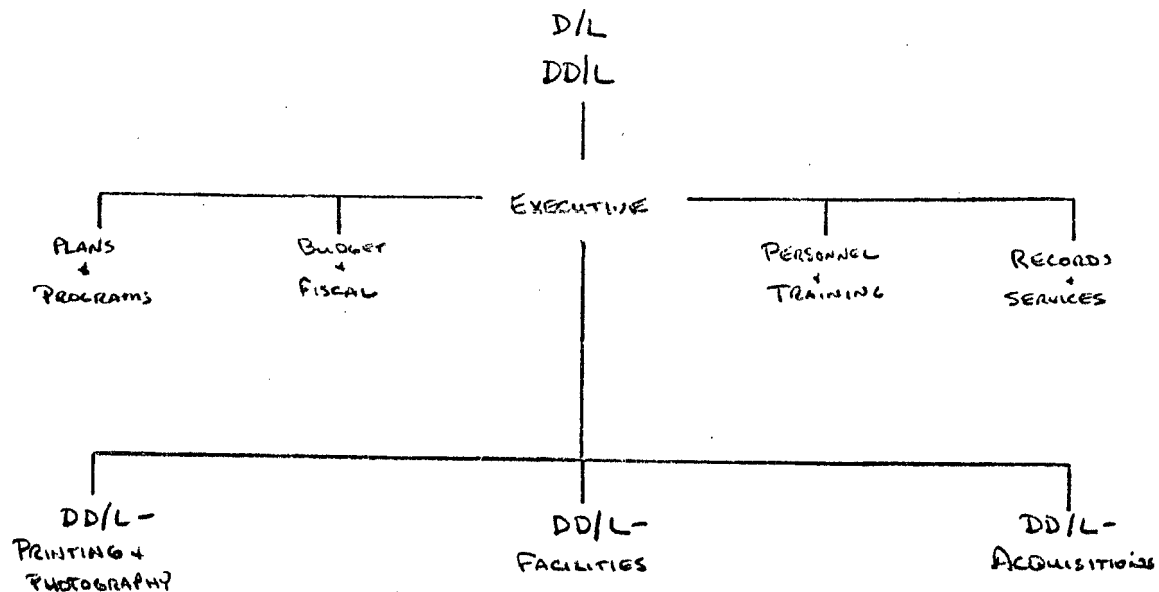 D/L
DD/L
EXECUTIVE
PLANS
&
PROGRAMS
BUDGET
&
FISCAL
PERSONNEL
&
TRAINING
RECORDS
&
SERVICES
DD/L-
PRINTING &
PHOTOGRAPHY
DD/L-
FACILITIES
DD/L-
ACQUISITIONS